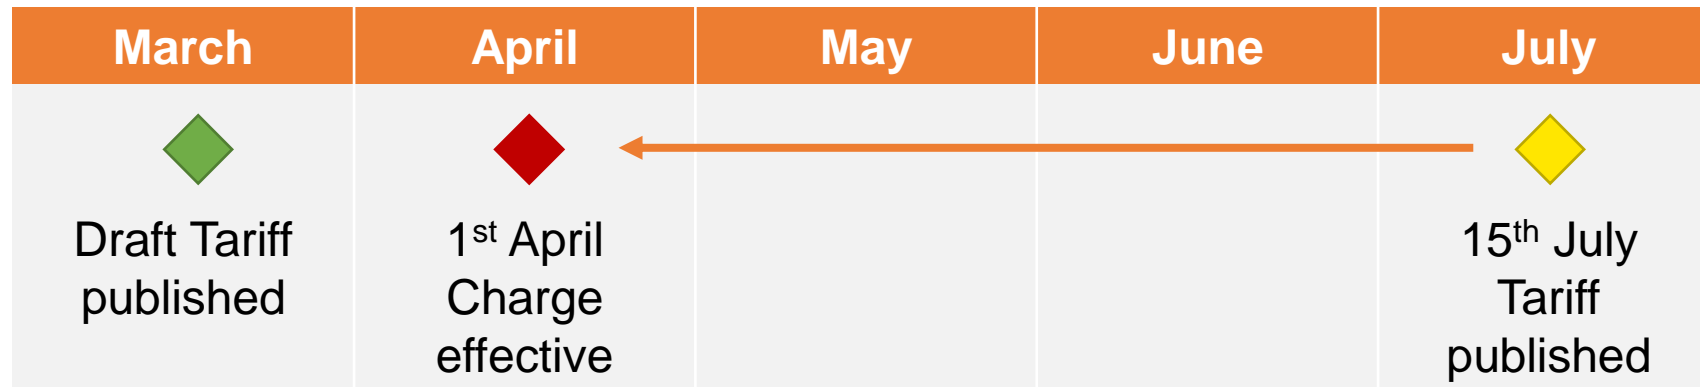 March
April
May
June
July
Draft Tariff
published
1st April
Charge
effective
15th July
Tariff
published